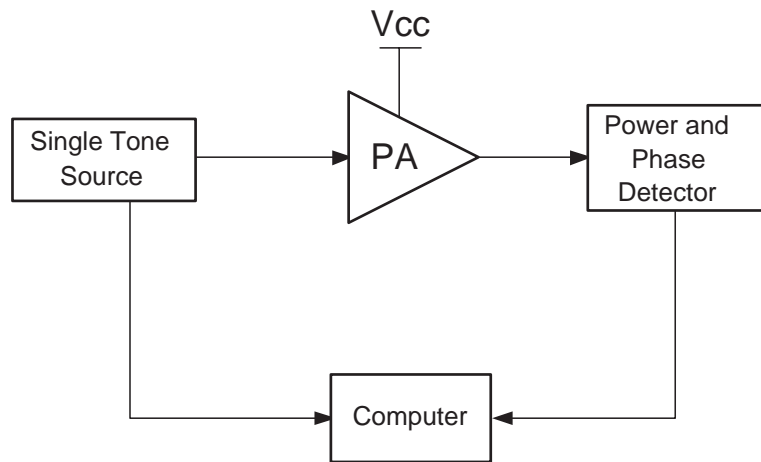 Vcc
Single Tone
Source
PA
Power and
Phase
Detector
Computer